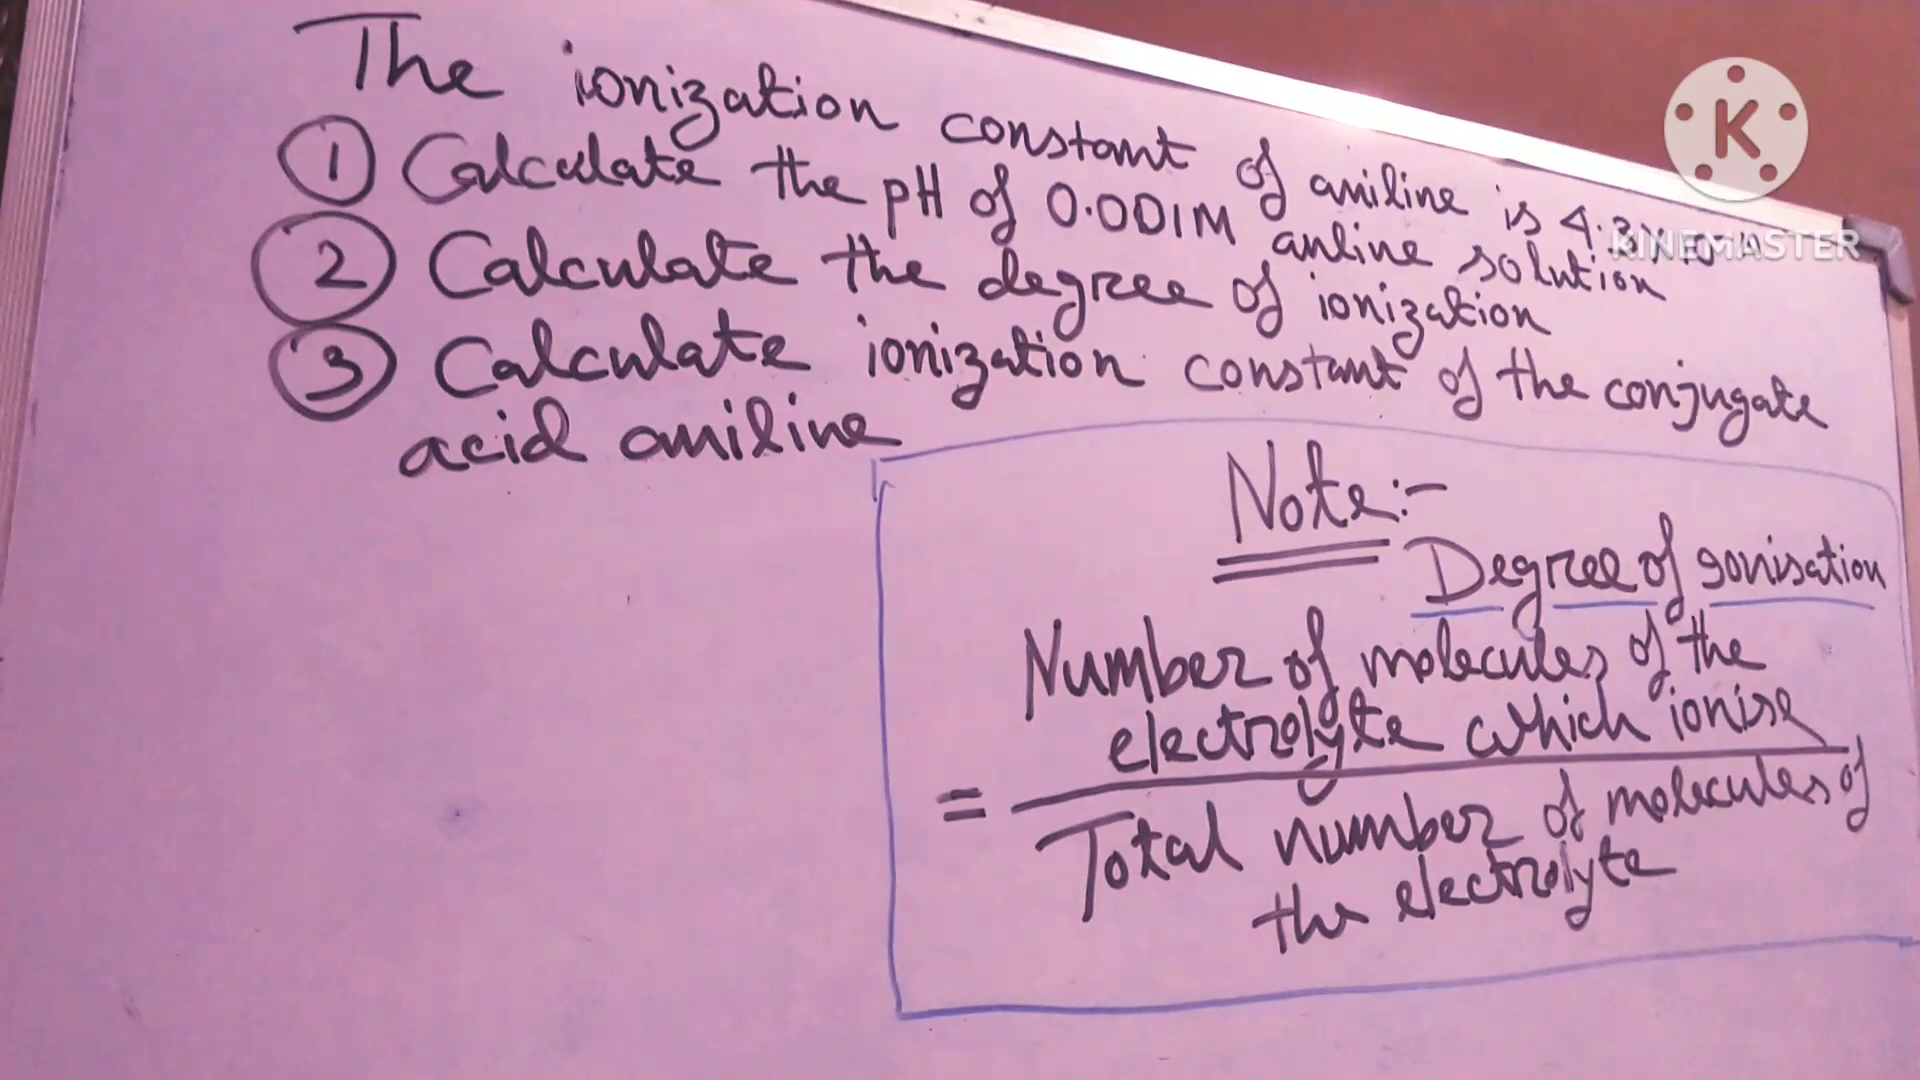 The ionization constant of aniline is 4.3×10
① Calculate the pH of 0.001M anline solution
② Calculate the degree of ionization
③ Calculate ionization constant of the conjugate
acid aniline
Note:-
Degree of ionisation
Number of molecules of the
electrolyte which ionise
=
Total number of molecules of
the electrolyte
K
KINEMASTER